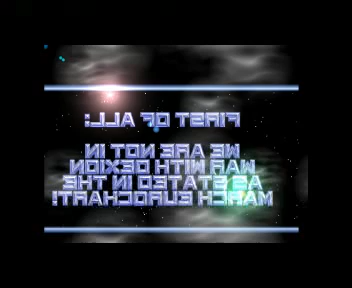 FIRST OF ALL:
WE ARE NOT IN
WAR WITH DEXION
AS STATED IN THE
MARCH EUROCHART!